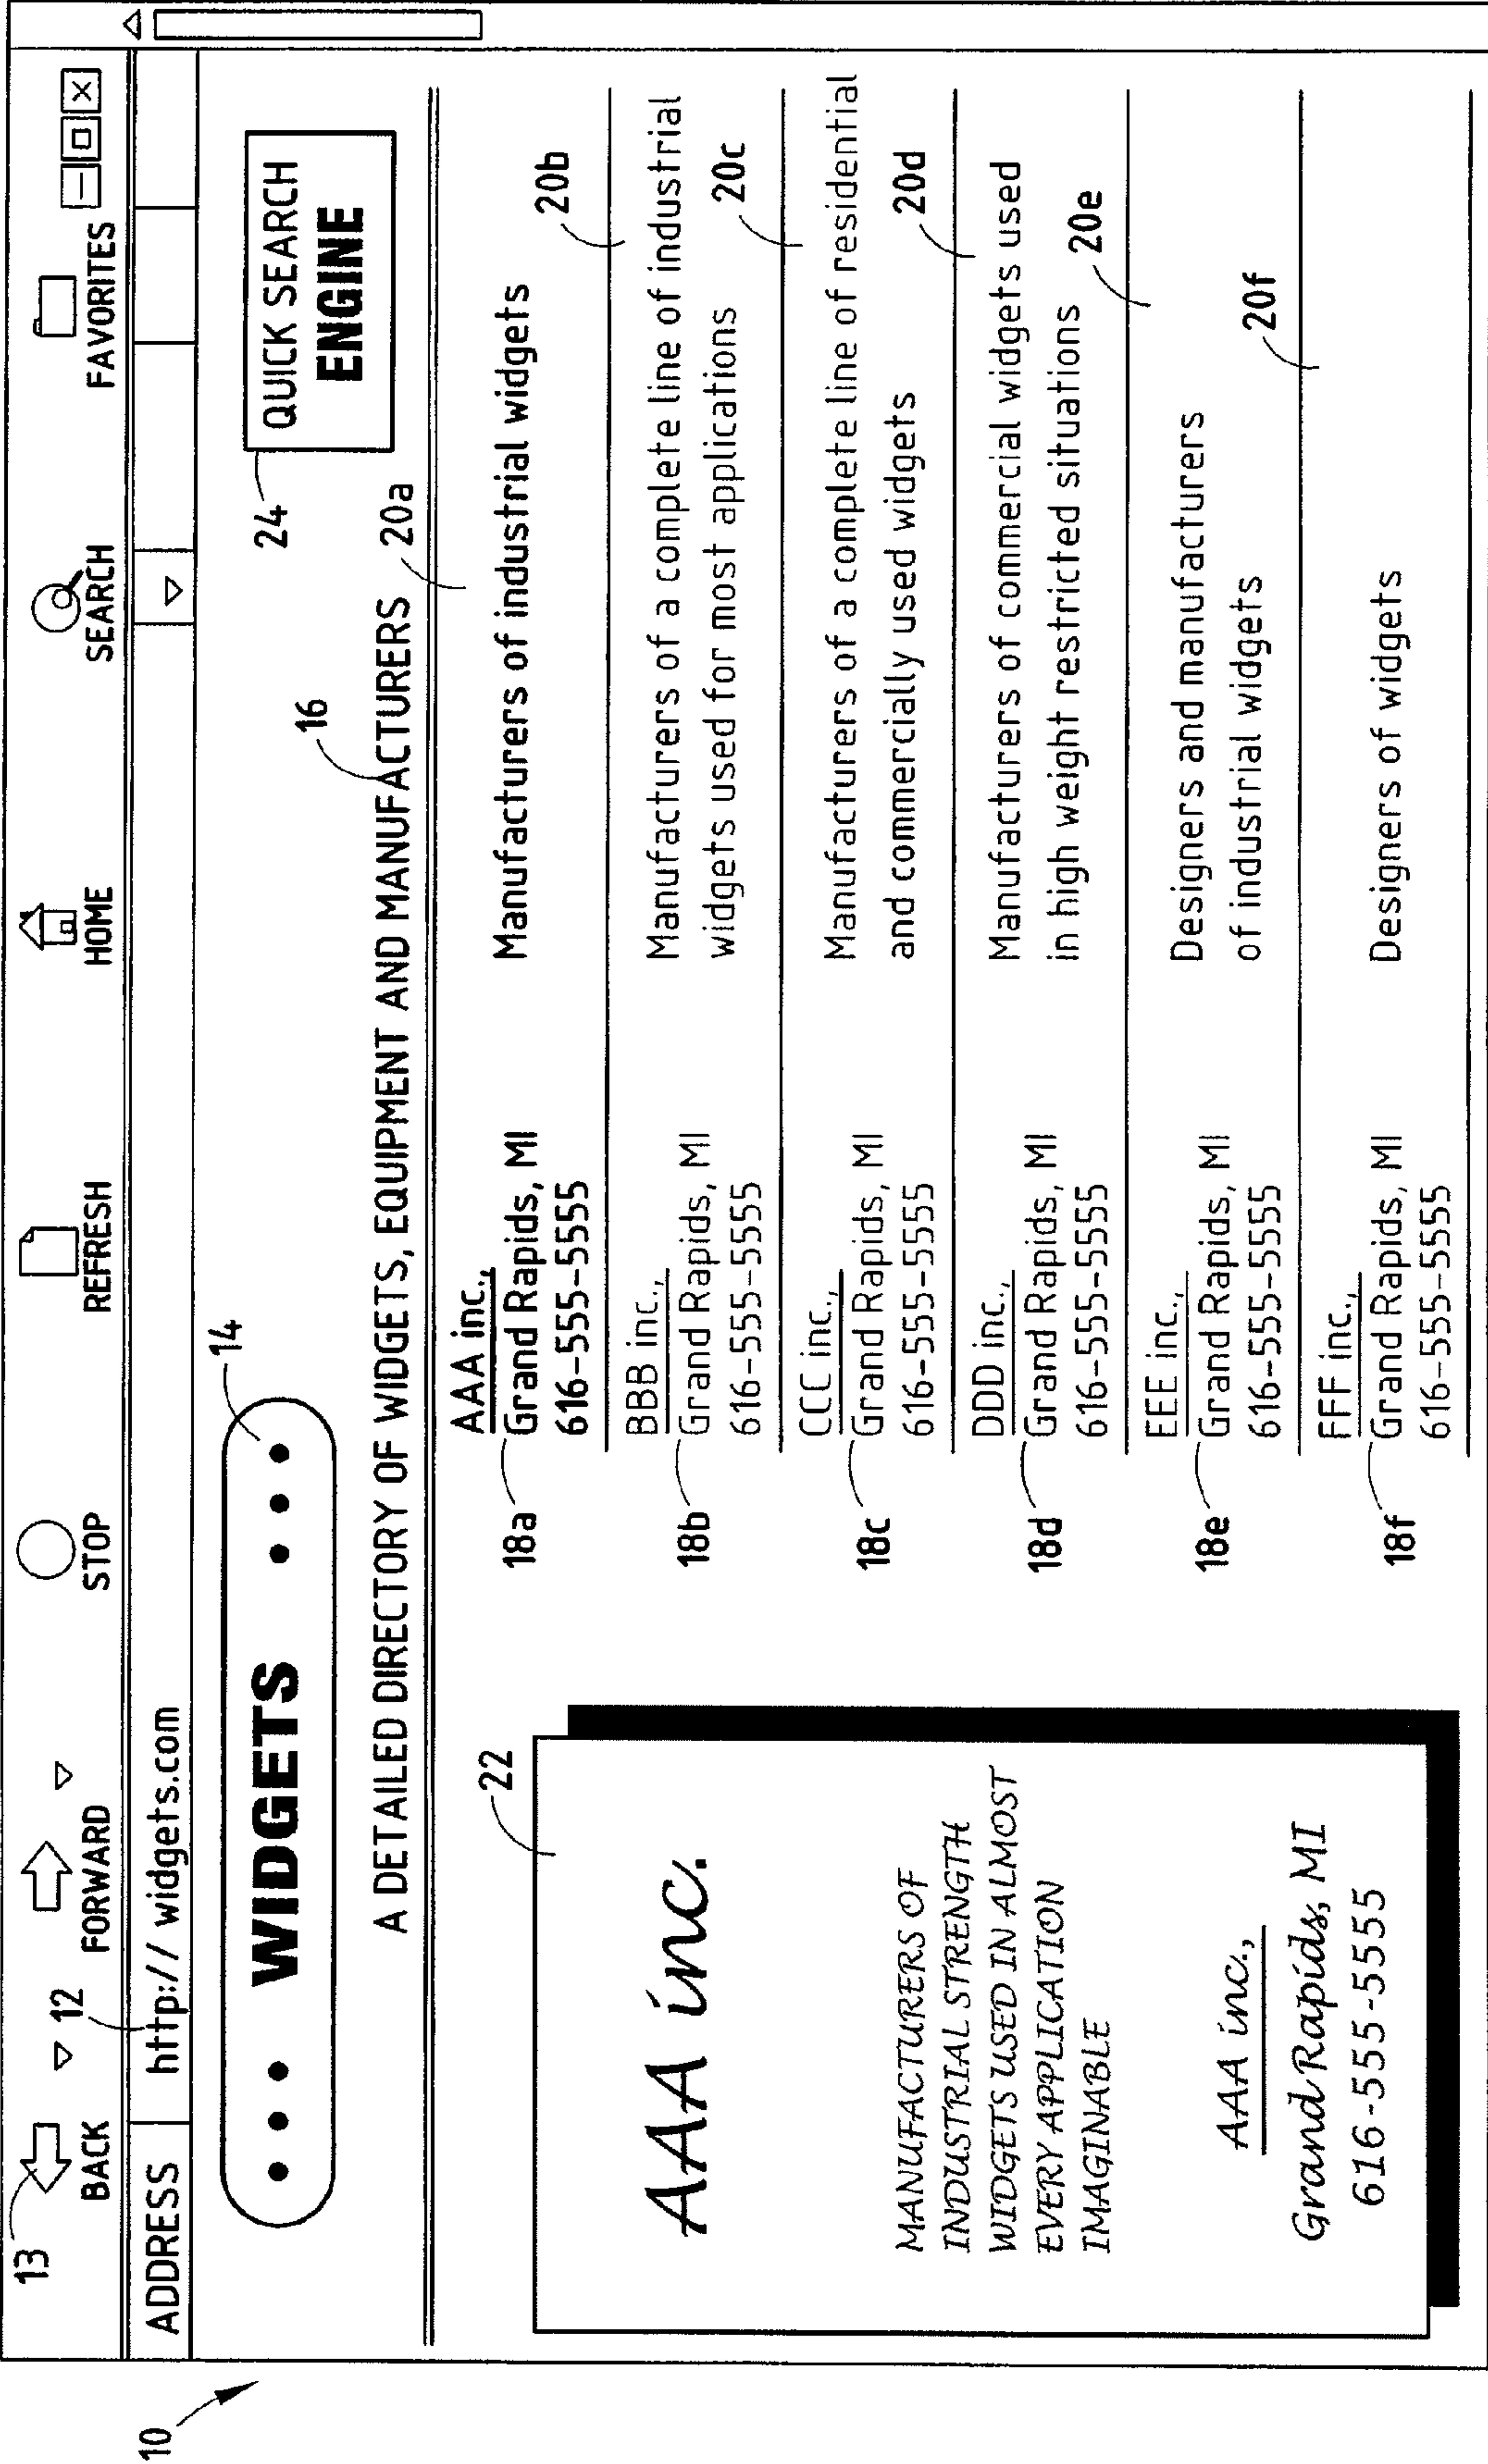 10
13
BACK
12
FORWARD
STOP
REFRESH
HOME
SEARCH
FAVORITES
ADDRESS
http:// widgets.com
WIDGETS
14
16
24
QUICK SEARCH
ENGINE
A DETAILED DIRECTORY OF WIDGETS, EQUIPMENT AND MANUFACTURERS
20a
22
AAA inc.
MANUFACTURERS OF
INDUSTRIAL STRENGTH
WIDGETS USED IN ALMOST
EVERY APPLICATION
IMAGINABLE
AAA inc.,
Grand Rapids, MI
616-555-5555
18a
AAA inc.,
Grand Rapids, MI
616-555-5555
Manufacturers of industrial widgets
20b
18b
BBB inc.,
Grand Rapids, MI
616-555-5555
Manufacturers of a complete line of industrial
widgets used for most applications
20c
18c
CCC inc.,
Grand Rapids, MI
616-555-5555
Manufacturers of a complete line of residential
and commercially used widgets
20d
18d
DDD inc.,
Grand Rapids, MI
616-555-5555
Manufacturers of commercial widgets used
in high weight restricted situations
20e
18e
EEE inc.,
Grand Rapids, MI
616-555-5555
Designers and manufacturers
of industrial widgets
20f
18f
FFF inc.,
Grand Rapids, MI
616-555-5555
Designers of widgets